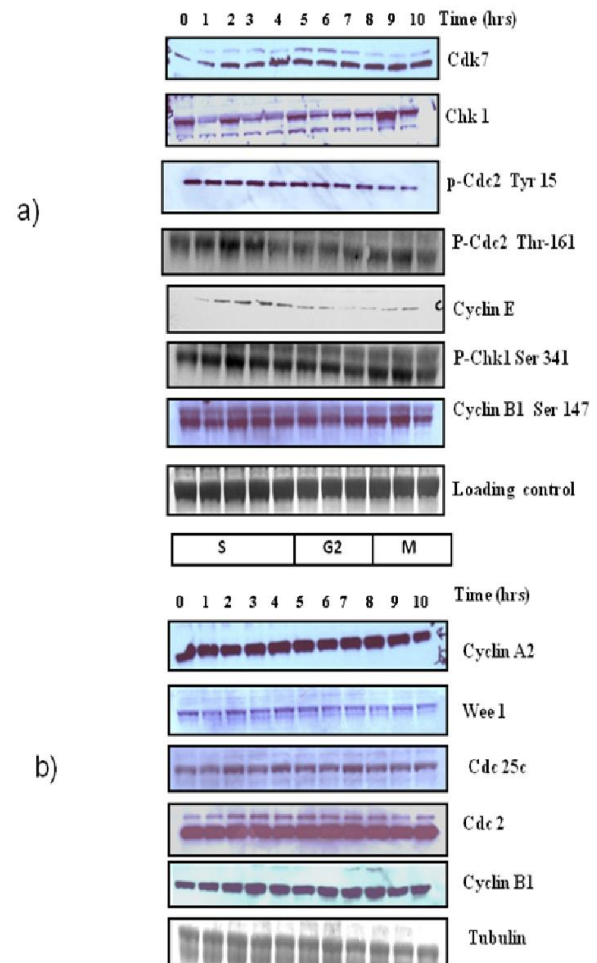 0 1 2 3 4 5 6 7 8 9 10 Time (hrs)
Cdk7
Chk 1
p-Cdc2 Tyr 15
a)
P-Cdc2 Thr-161
Cyclin E
P-Chk1 Ser 341
Cyclin B1 Ser 147
Loading control
S G2 M
0 1 2 3 4 5 6 7 8 9 10 Time (hrs)
Cyclin A2
Wee 1
b)
Cdc 25c
Cdc 2
Cyclin B1
Tubulin